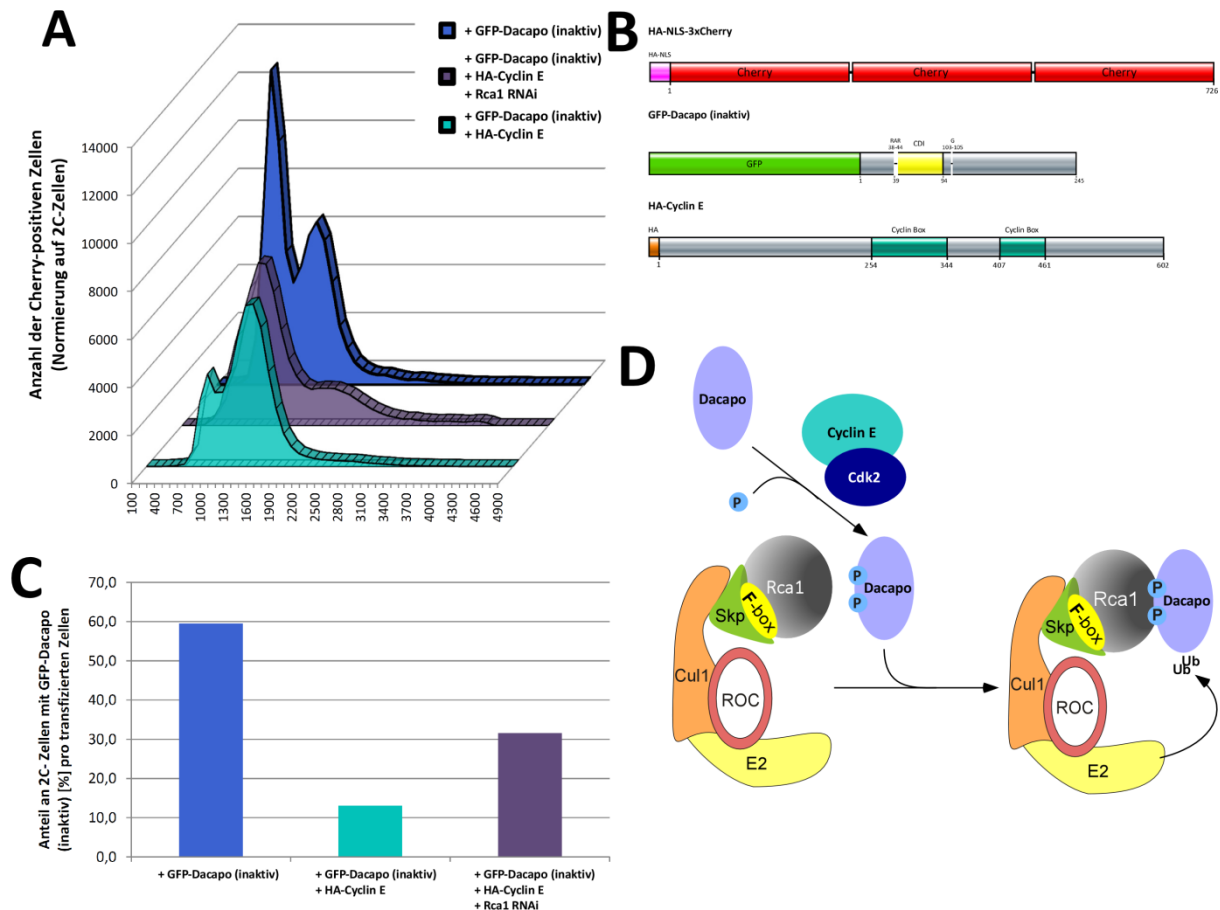 A
+ GFP-Dacapo (inaktiv)
+ GFP-Dacapo (inaktiv)
+ HA-Cyclin E
+ Rca1 RNAi
+ GFP-Dacapo (inaktiv)
+ HA-Cyclin E
Anzahl der Cherry-positiven Zellen
(Normierung auf 2C-Zellen)
14000
12000
10000
8000
6000
4000
2000
0
100
400
700
1000
1300
1600
1900
2200
2500
2800
3100
3400
3700
4000
4300
4600
4900
B
HA-NLS-3xCherry
HA-NLS
Cherry Cherry Cherry
1 726
GFP-Dacapo (inaktiv)
CDI G
38-44 103-105
GFP
1 39 94 245
HA-Cyclin E
HA Cyclin Box Cyclin Box
1 254 344 407 461 602
C
Anteil an 2C- Zellen mit GFP-Dacapo
(inaktiv) [%] pro transfizierten Zellen
70,0
60,0
50,0
40,0
30,0
20,0
10,0
0,0
+ GFP-Dacapo (inaktiv)
+ GFP-Dacapo (inaktiv)
+ HA-Cyclin E
+ GFP-Dacapo (inaktiv)
+ HA-Cyclin E
+ Rca1 RNAi
D
Dacapo
Cyclin E
Cdk2
P
Rca1
P
P
Dacapo
Skp
F-box
Cul1
ROC
E2
Rca1
P
P
Dacapo
Skp
F-box
Ub
Ub
Cul1
ROC
E2